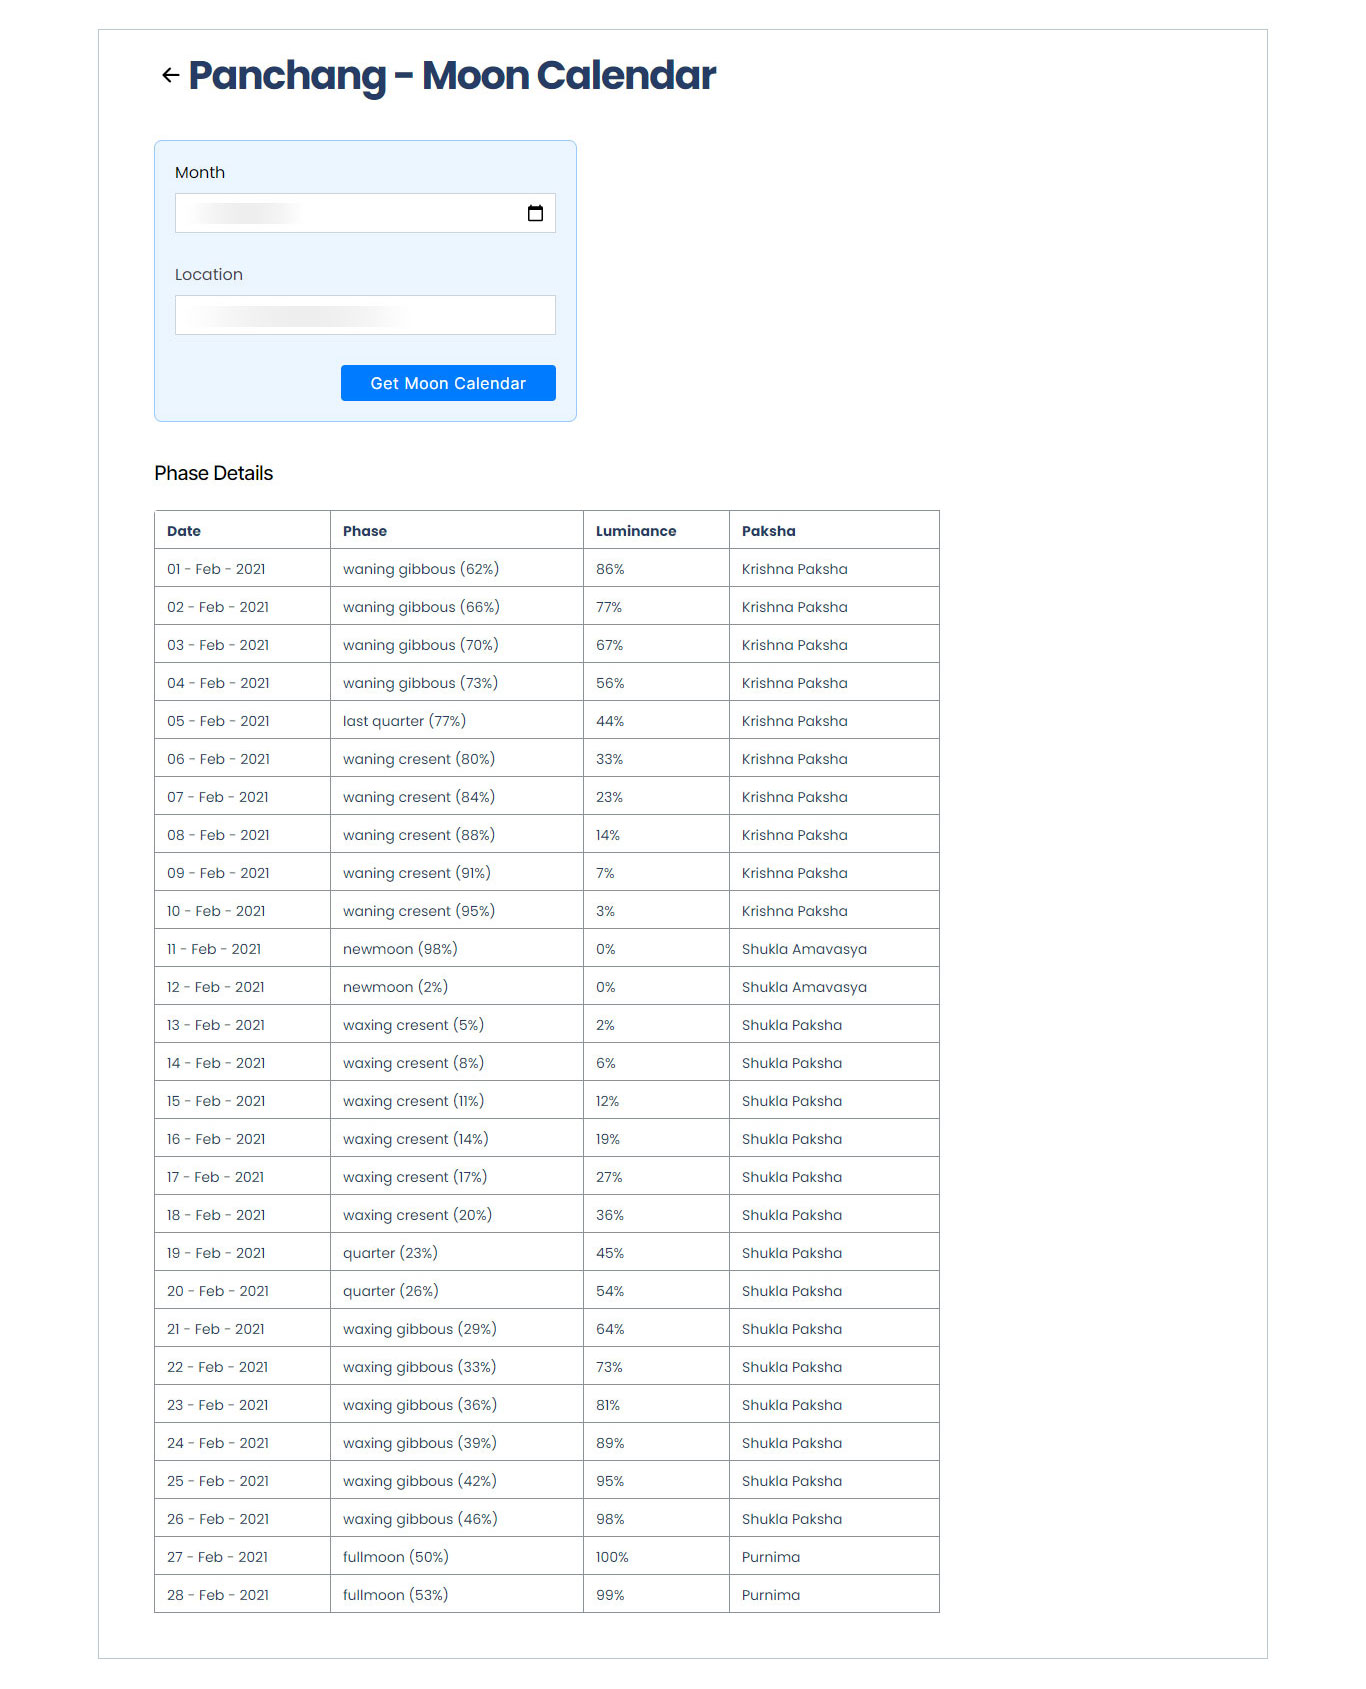 ← Panchang - Moon Calendar
Month
Location
Get Moon Calendar
Phase Details
Date Phase Luminance Paksha
01 - Feb - 2021 waning gibbous (62%) 86% Krishna Paksha
02 - Feb - 2021 waning gibbous (66%) 77% Krishna Paksha
03 - Feb - 2021 waning gibbous (70%) 67% Krishna Paksha
04 - Feb - 2021 waning gibbous (73%) 56% Krishna Paksha
05 - Feb - 2021 last quarter (77%) 44% Krishna Paksha
06 - Feb - 2021 waning cresent (80%) 33% Krishna Paksha
07 - Feb - 2021 waning cresent (84%) 23% Krishna Paksha
08 - Feb - 2021 waning cresent (88%) 14% Krishna Paksha
09 - Feb - 2021 waning cresent (91%) 7% Krishna Paksha
10 - Feb - 2021 waning cresent (95%) 3% Krishna Paksha
11 - Feb - 2021 newmoon (98%) 0% Shukla Amavasya
12 - Feb - 2021 newmoon (2%) 0% Shukla Amavasya
13 - Feb - 2021 waxing cresent (5%) 2% Shukla Paksha
14 - Feb - 2021 waxing cresent (8%) 6% Shukla Paksha
15 - Feb - 2021 waxing cresent (11%) 12% Shukla Paksha
16 - Feb - 2021 waxing cresent (14%) 19% Shukla Paksha
17 - Feb - 2021 waxing cresent (17%) 27% Shukla Paksha
18 - Feb - 2021 waxing cresent (20%) 36% Shukla Paksha
19 - Feb - 2021 quarter (23%) 45% Shukla Paksha
20 - Feb - 2021 quarter (26%) 54% Shukla Paksha
21 - Feb - 2021 waxing gibbous (29%) 64% Shukla Paksha
22 - Feb - 2021 waxing gibbous (33%) 73% Shukla Paksha
23 - Feb - 2021 waxing gibbous (36%) 81% Shukla Paksha
24 - Feb - 2021 waxing gibbous (39%) 89% Shukla Paksha
25 - Feb - 2021 waxing gibbous (42%) 95% Shukla Paksha
26 - Feb - 2021 waxing gibbous (46%) 98% Shukla Paksha
27 - Feb - 2021 fullmoon (50%) 100% Purnima
28 - Feb - 2021 fullmoon (53%) 99% Purnima